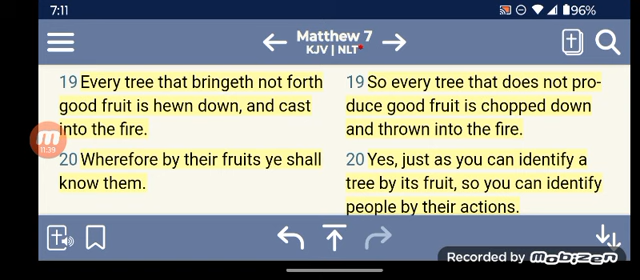 7:11
96%
Matthew 7
KJV | NLT
19 Every tree that bringeth not forth
good fruit is hewn down, and cast
into the fire.
20 Wherefore by their fruits ye shall
know them.
19 So every tree that does not pro-
duce good fruit is chopped down
and thrown into the fire.
20 Yes, just as you can identify a
tree by its fruit, so you can identify
people by their actions.
11:39
Recorded by Mobizen